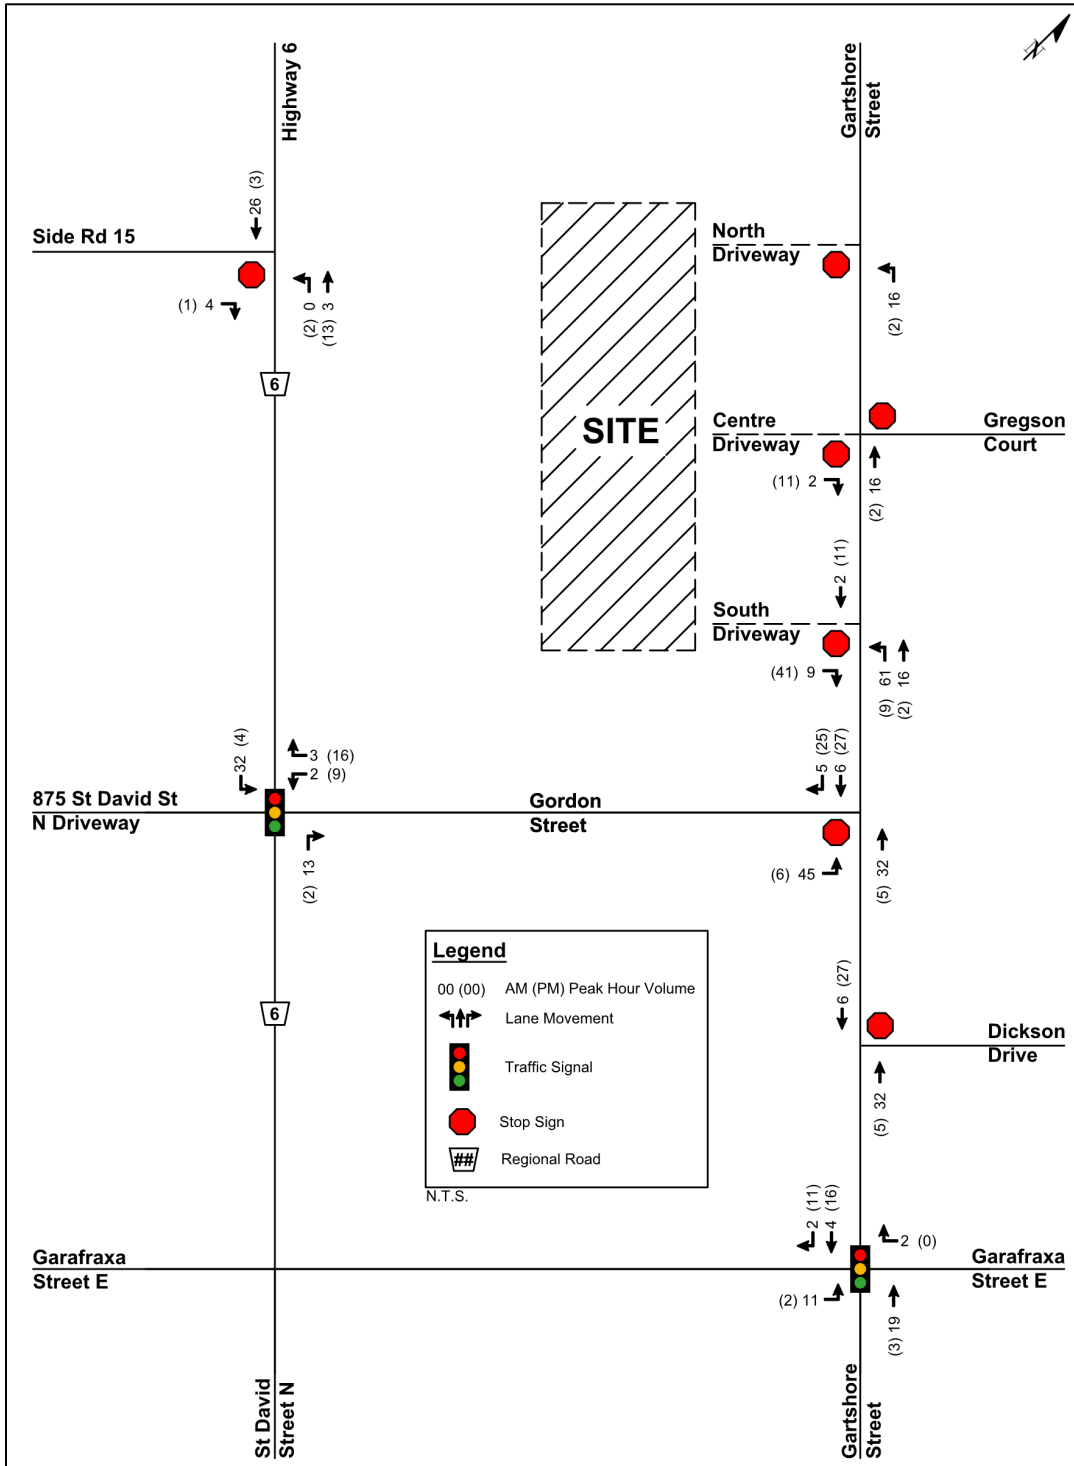 Highway 6
Gartshore
Street
N
26 (3)
Side Rd 15
(1) 4
(2) 0
(13) 3
6
North
Driveway
(2) 16
SITE
Centre
Driveway
Gregson
Court
(11) 2
(2) 16
2 (11)
South
Driveway
(41) 9
(9) 61
(2) 16
32 (4)
3 (16)
2 (9)
5 (25)
6 (27)
875 St David St
N Driveway
Gordon
Street
(2) 13
(6) 45
(5) 32
Legend
00 (00) AM (PM) Peak Hour Volume
Lane Movement
Traffic Signal
Stop Sign
## Regional Road
N.T.S.
6
6 (27)
Dickson
Drive
(5) 32
2 (11)
4 (16)
2 (0)
Garafraxa
Street E
Garafraxa
Street E
(2) 11
(3) 19
St David
Street N
Gartshore
Street